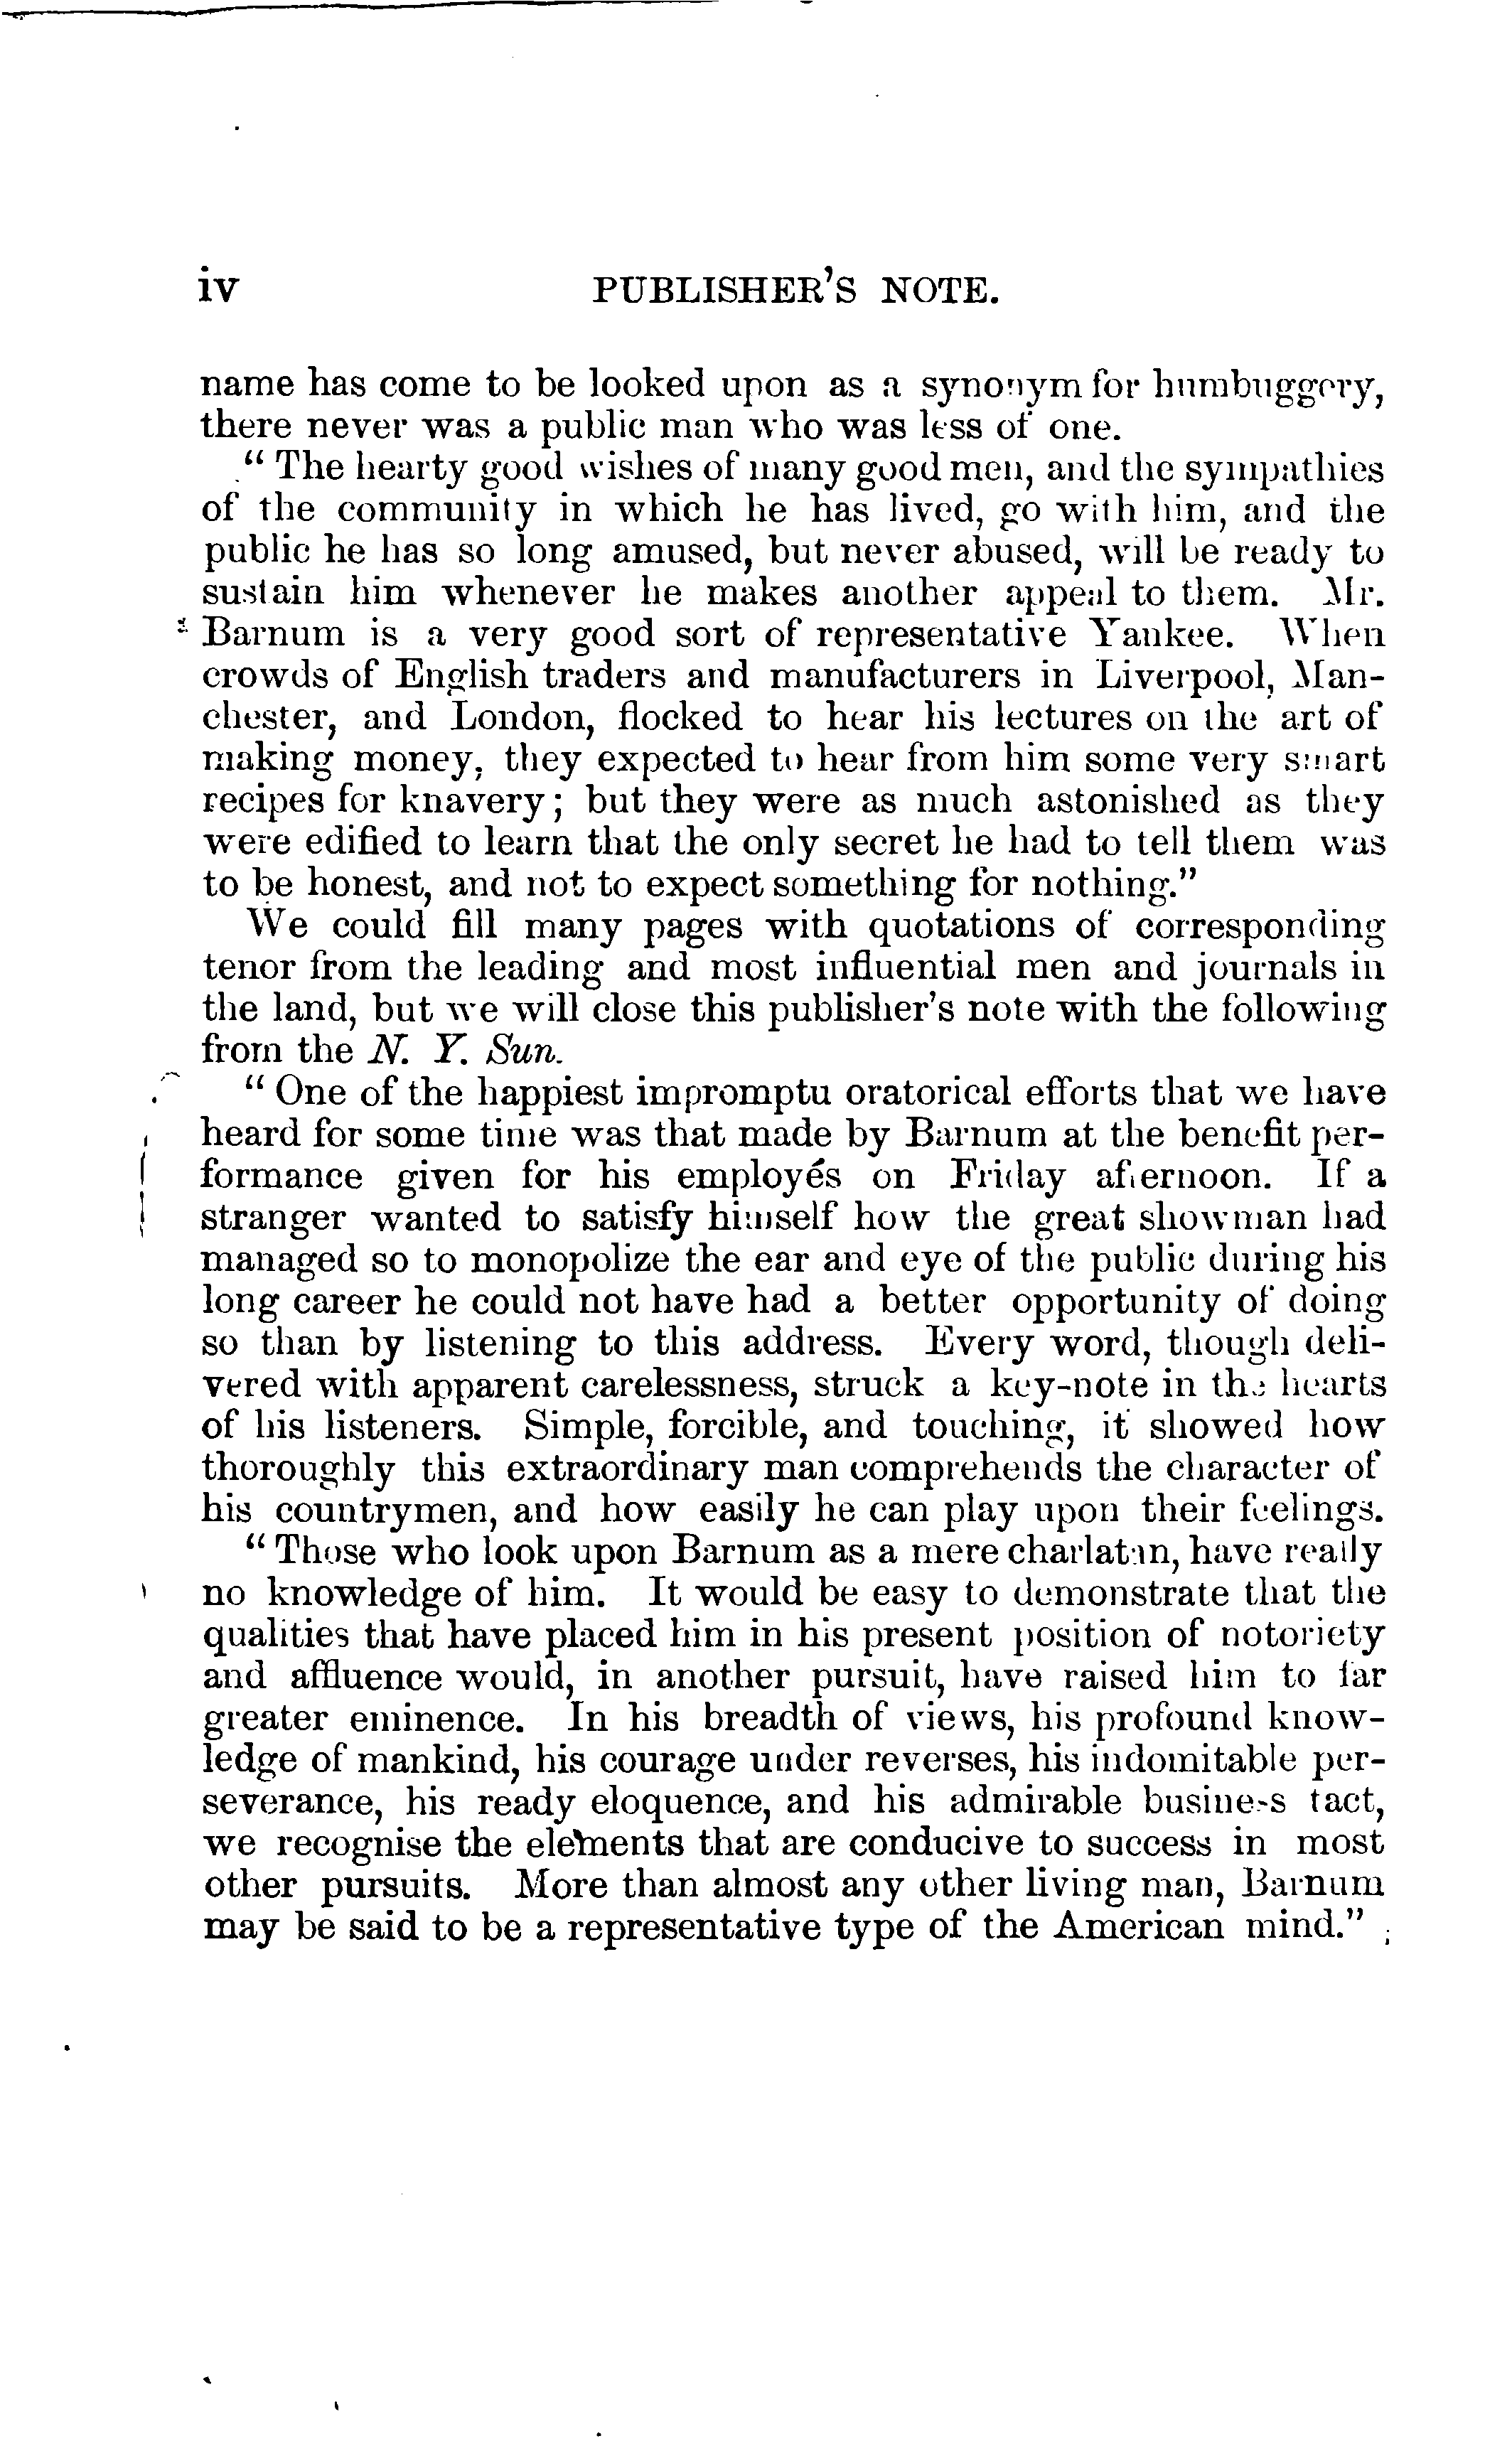 iv PUBLISHER'S NOTE.
name has come to be looked upon as a synonym for humbuggery,
there never was a public man who was less of one.
"The hearty good wishes of many good men, and the sympathies
of the community in which he has lived, go with him, and the
public he has so long amused, but never abused, will be ready to
sustain him whenever he makes another appeal to them. Mr.
Barnum is a very good sort of representative Yankee. When
crowds of English traders and manufacturers in Liverpool, Man-
chester, and London, flocked to hear his lectures on the art of
making money, they expected to hear from him some very smart
recipes for knavery; but they were as much astonished as they
were edified to learn that the only secret he had to tell them was
to be honest, and not to expect something for nothing."
We could fill many pages with quotations of corresponding
tenor from the leading and most influential men and journals in
the land, but we will close this publisher's note with the following
from the N. Y. Sun.
"One of the happiest impromptu oratorical efforts that we have
heard for some time was that made by Barnum at the benefit per-
formance given for his employés on Friday afternoon. If a
stranger wanted to satisfy himself how the great showman had
managed so to monopolize the ear and eye of the public during his
long career he could not have had a better opportunity of doing
so than by listening to this address. Every word, though deli-
vered with apparent carelessness, struck a key-note in the hearts
of his listeners. Simple, forcible, and touching, it showed how
thoroughly this extraordinary man comprehends the character of
his countrymen, and how easily he can play upon their feelings.
"Those who look upon Barnum as a mere charlatan, have really
no knowledge of him. It would be easy to demonstrate that the
qualities that have placed him in his present position of notoriety
and affluence would, in another pursuit, have raised him to far
greater eminence. In his breadth of views, his profound know-
ledge of mankind, his courage under reverses, his indomitable per-
severance, his ready eloquence, and his admirable business tact,
we recognise the elements that are conducive to success in most
other pursuits. More than almost any other living man, Barnum
may be said to be a representative type of the American mind."